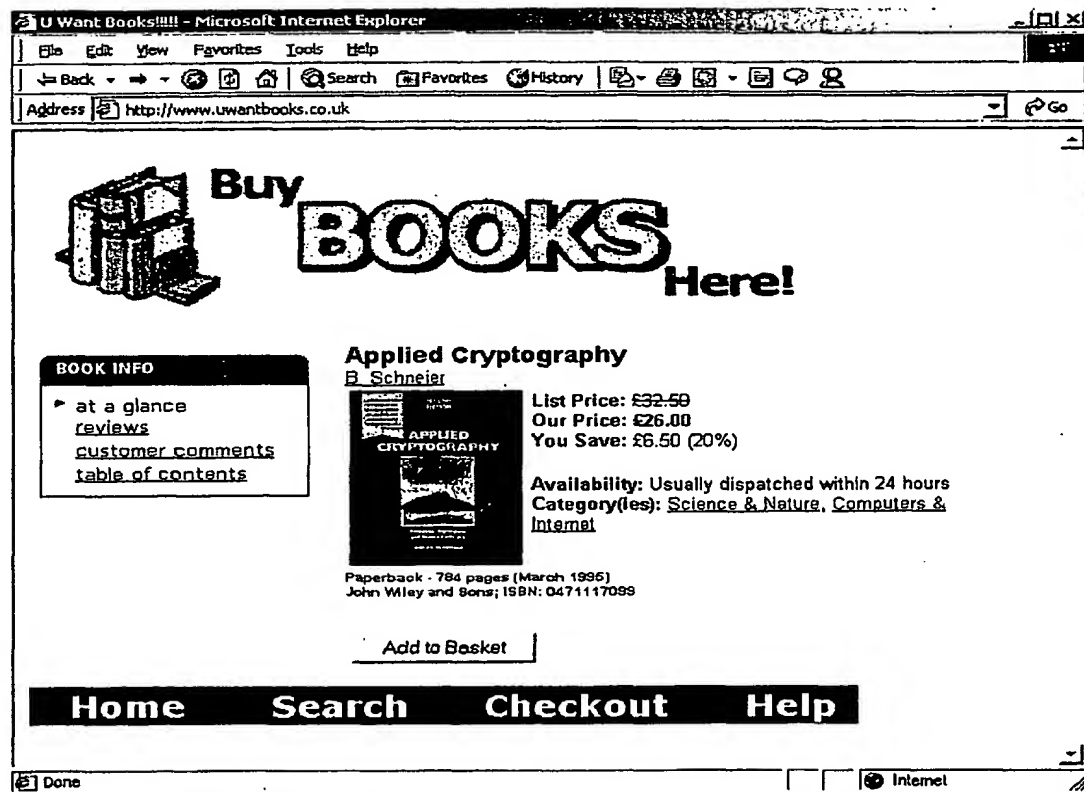 U Want Books!!!!! - Microsoft Internet Explorer
File Edit View Favorites Tools Help
Back Search Favorites History
Address http://www.uwantbooks.co.uk Go
Buy
BOOKS
Here!
BOOK INFO
at a glance
reviews
customer comments
table of contents
Applied Cryptography
B Schneier
List Price: £32.50
Our Price: £26.00
You Save: £6.50 (20%)
APPLIED
CRYPTOGRAPHY
Availability: Usually dispatched within 24 hours
Category(ies): Science & Nature, Computers &
Internet
Paperback - 784 pages (March 1995)
John Wiley and Sons; ISBN: 0471117099
Add to Basket
Home Search Checkout Help
Done Internet